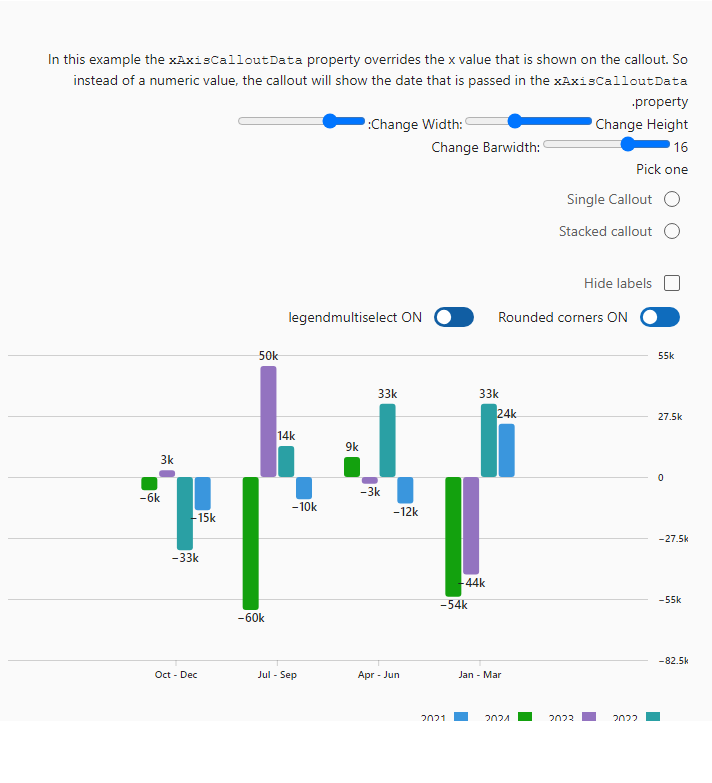 In this example the xAxisCalloutData property overrides the x value that is shown on the callout. So
instead of a numeric value, the callout will show the date that is passed in the xAxisCalloutData
.property
:Change Width: Change Height
Change Barwidth: 16
Pick one
Single Callout
Stacked callout
Hide labels
legendmultiselect ON Rounded corners ON
50k 55k
9k 33k 33k 24k 27.5k
3k 14k
0
−6k −15k −10k −3k −12k
−33k −44k −27.5k
−60k −54k −55k
−82.5k
Oct - Dec Jul - Sep Apr - Jun Jan - Mar
2021 2024 2023 2022